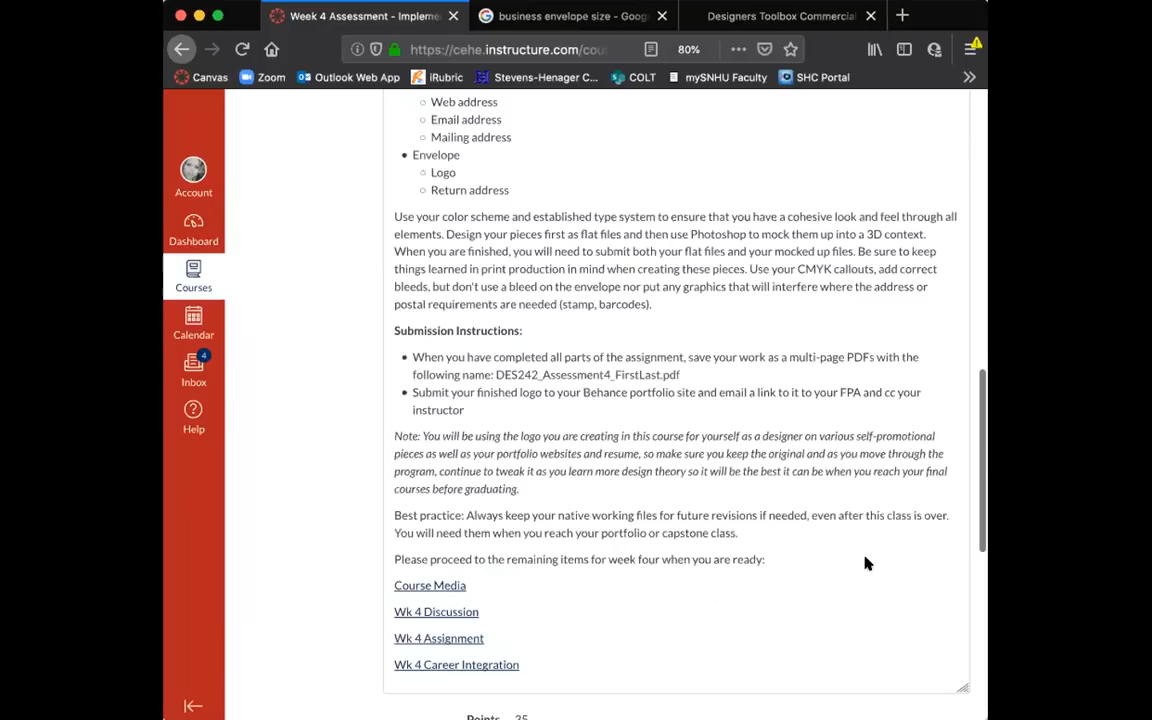 Week 4 Assessment - Impleme
business envelope size - Goog
Designers Toolbox Commercial
https://cehe.instructure.com/cou
80%
Canvas
Zoom
Outlook Web App
iRubric
Stevens-Henager C...
COLT
mySNHU Faculty
SHC Portal
Account
Dashboard
Courses
Calendar
4
Inbox
Help
Web address
Email address
Mailing address
Envelope
Logo
Return address
Use your color scheme and established type system to ensure that you have a cohesive look and feel through all
elements. Design your pieces first as flat files and then use Photoshop to mock them up into a 3D context.
When you are finished, you will need to submit both your flat files and your mocked up files. Be sure to keep
things learned in print production in mind when creating these pieces. Use your CMYK callouts, add correct
bleeds, but don't use a bleed on the envelope nor put any graphics that will interfere where the address or
postal requirements are needed (stamp, barcodes).
Submission Instructions:
When you have completed all parts of the assignment, save your work as a multi-page PDFs with the
following name: DES242_Assessment4_FirstLast.pdf
Submit your finished logo to your Behance portfolio site and email a link to it to your FPA and cc your
instructor
Note: You will be using the logo you are creating in this course for yourself as a designer on various self-promotional
pieces as well as your portfolio websites and resume, so make sure you keep the original and as you move through the
program, continue to tweak it as you learn more design theory so it will be the best it can be when you reach your final
courses before graduating.
Best practice: Always keep your native working files for future revisions if needed, even after this class is over.
You will need them when you reach your portfolio or capstone class.
Please proceed to the remaining items for week four when you are ready:
Course Media
Wk 4 Discussion
Wk 4 Assignment
Wk 4 Career Integration
Points 35